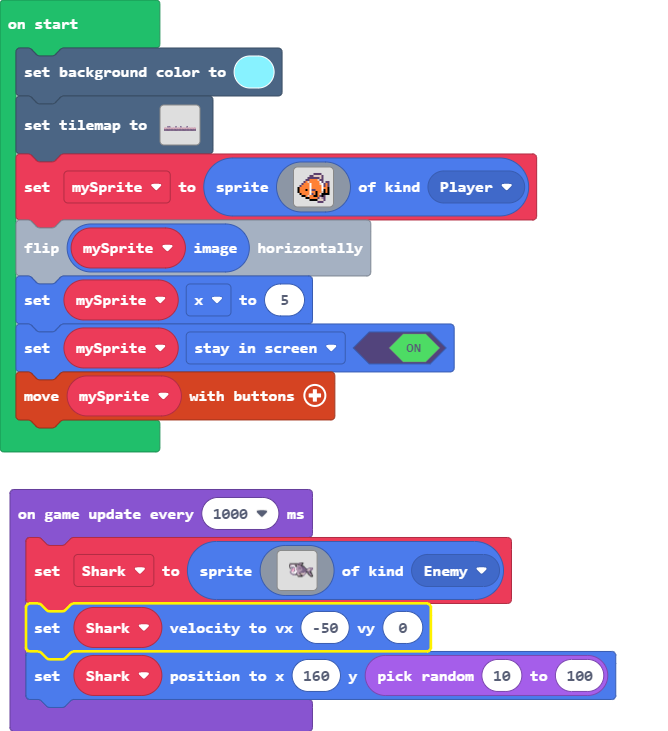 on start
set background color to
set tilemap to
set mySprite to sprite of kind Player
flip mySprite image horizontally
set mySprite x to 5
set mySprite stay in screen ON
move mySprite with buttons
on game update every 1000 ms
set Shark to sprite of kind Enemy
set Shark velocity to vx -50 vy 0
set Shark position to x 160 y pick random 10 to 100